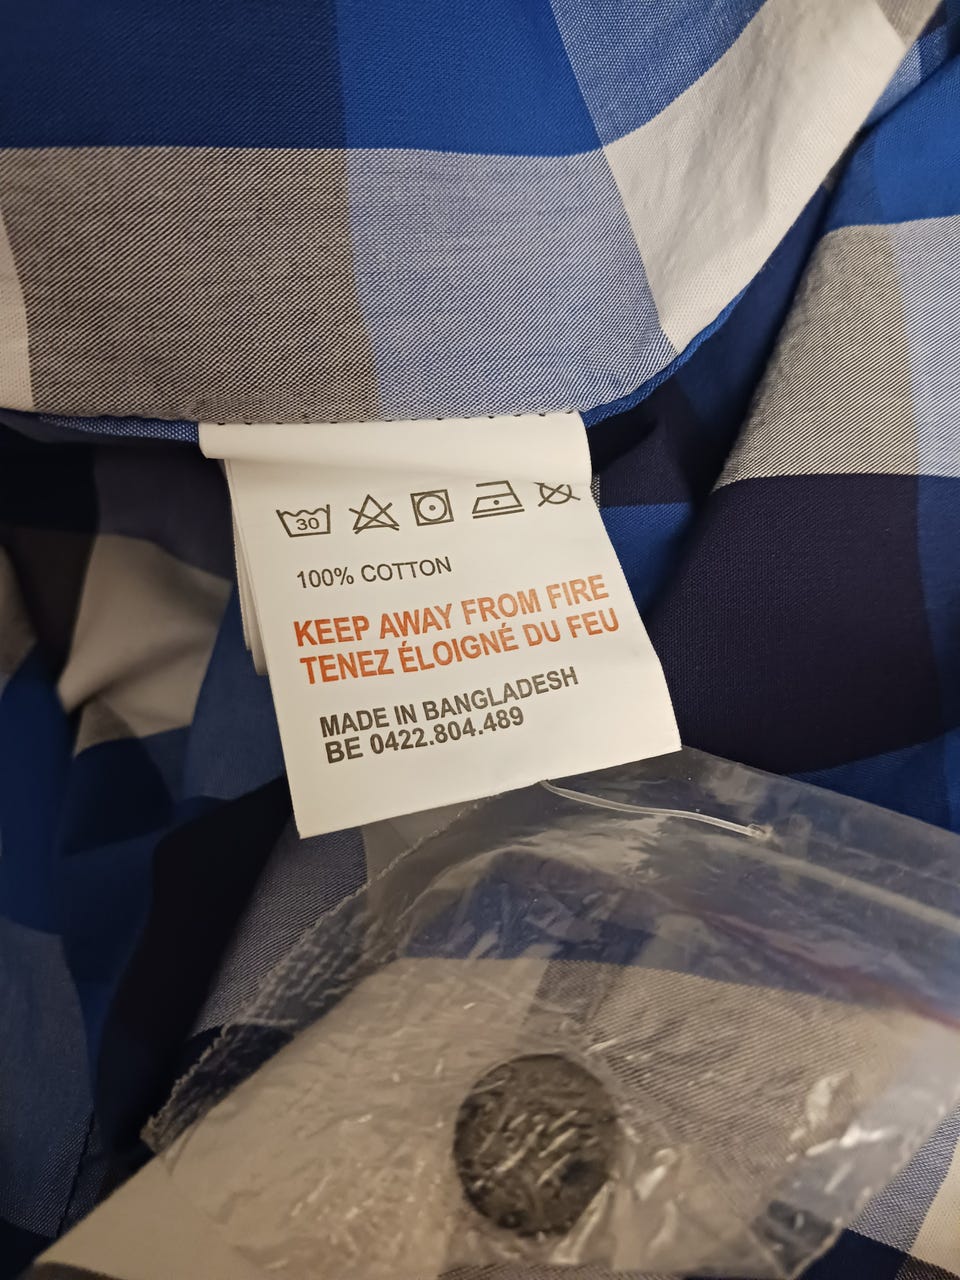 30
100% COTTON
KEEP AWAY FROM FIRE
TENEZ ÉLOIGNÉ DU FEU
MADE IN BANGLADESH
BE 0422.804.489